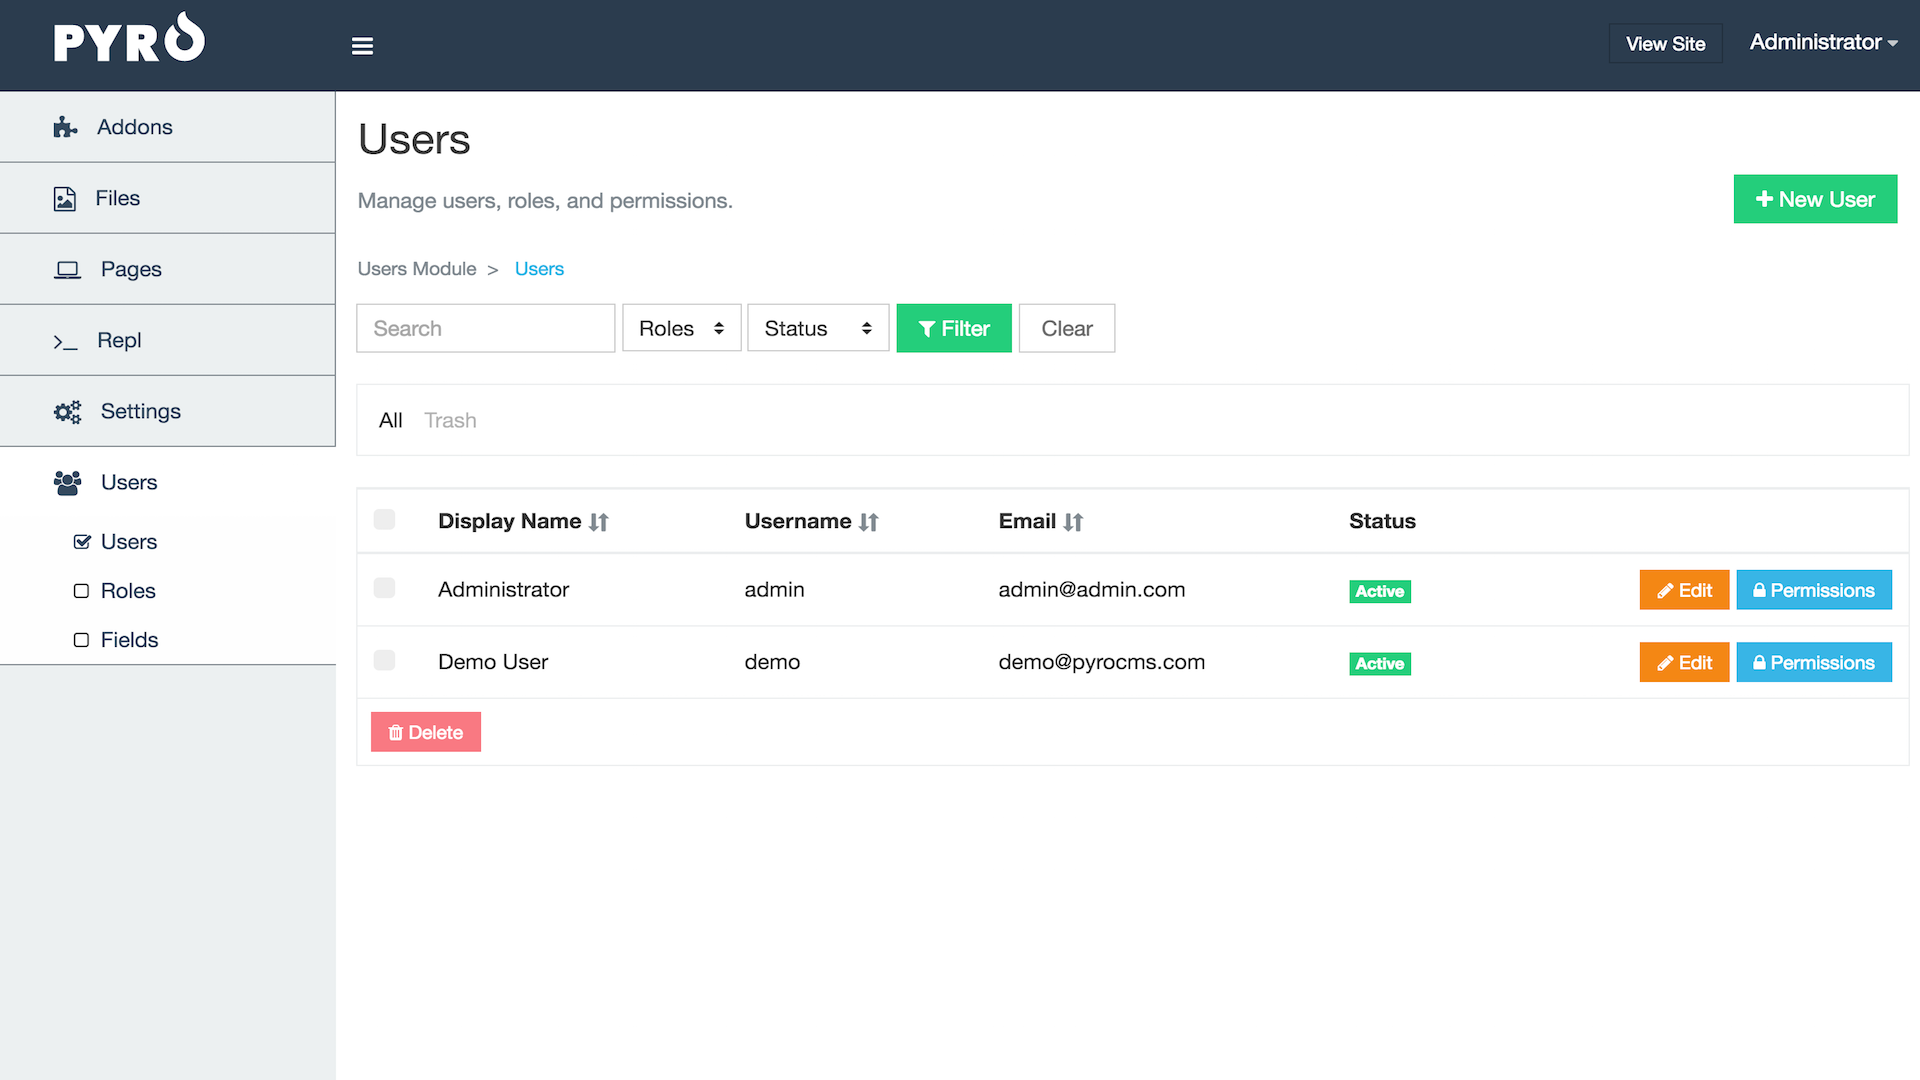 PYRO
View Site
Administrator
Addons
Files
Pages
Repl
Settings
Users
Users
Roles
Fields
Users
Manage users, roles, and permissions.
New User
Users Module > Users
Search
Roles
Status
Filter
Clear
All Trash
Display Name Username Email Status
Administrator admin admin@admin.com Active Edit Permissions
Demo User demo demo@pyrocms.com Active Edit Permissions
Delete